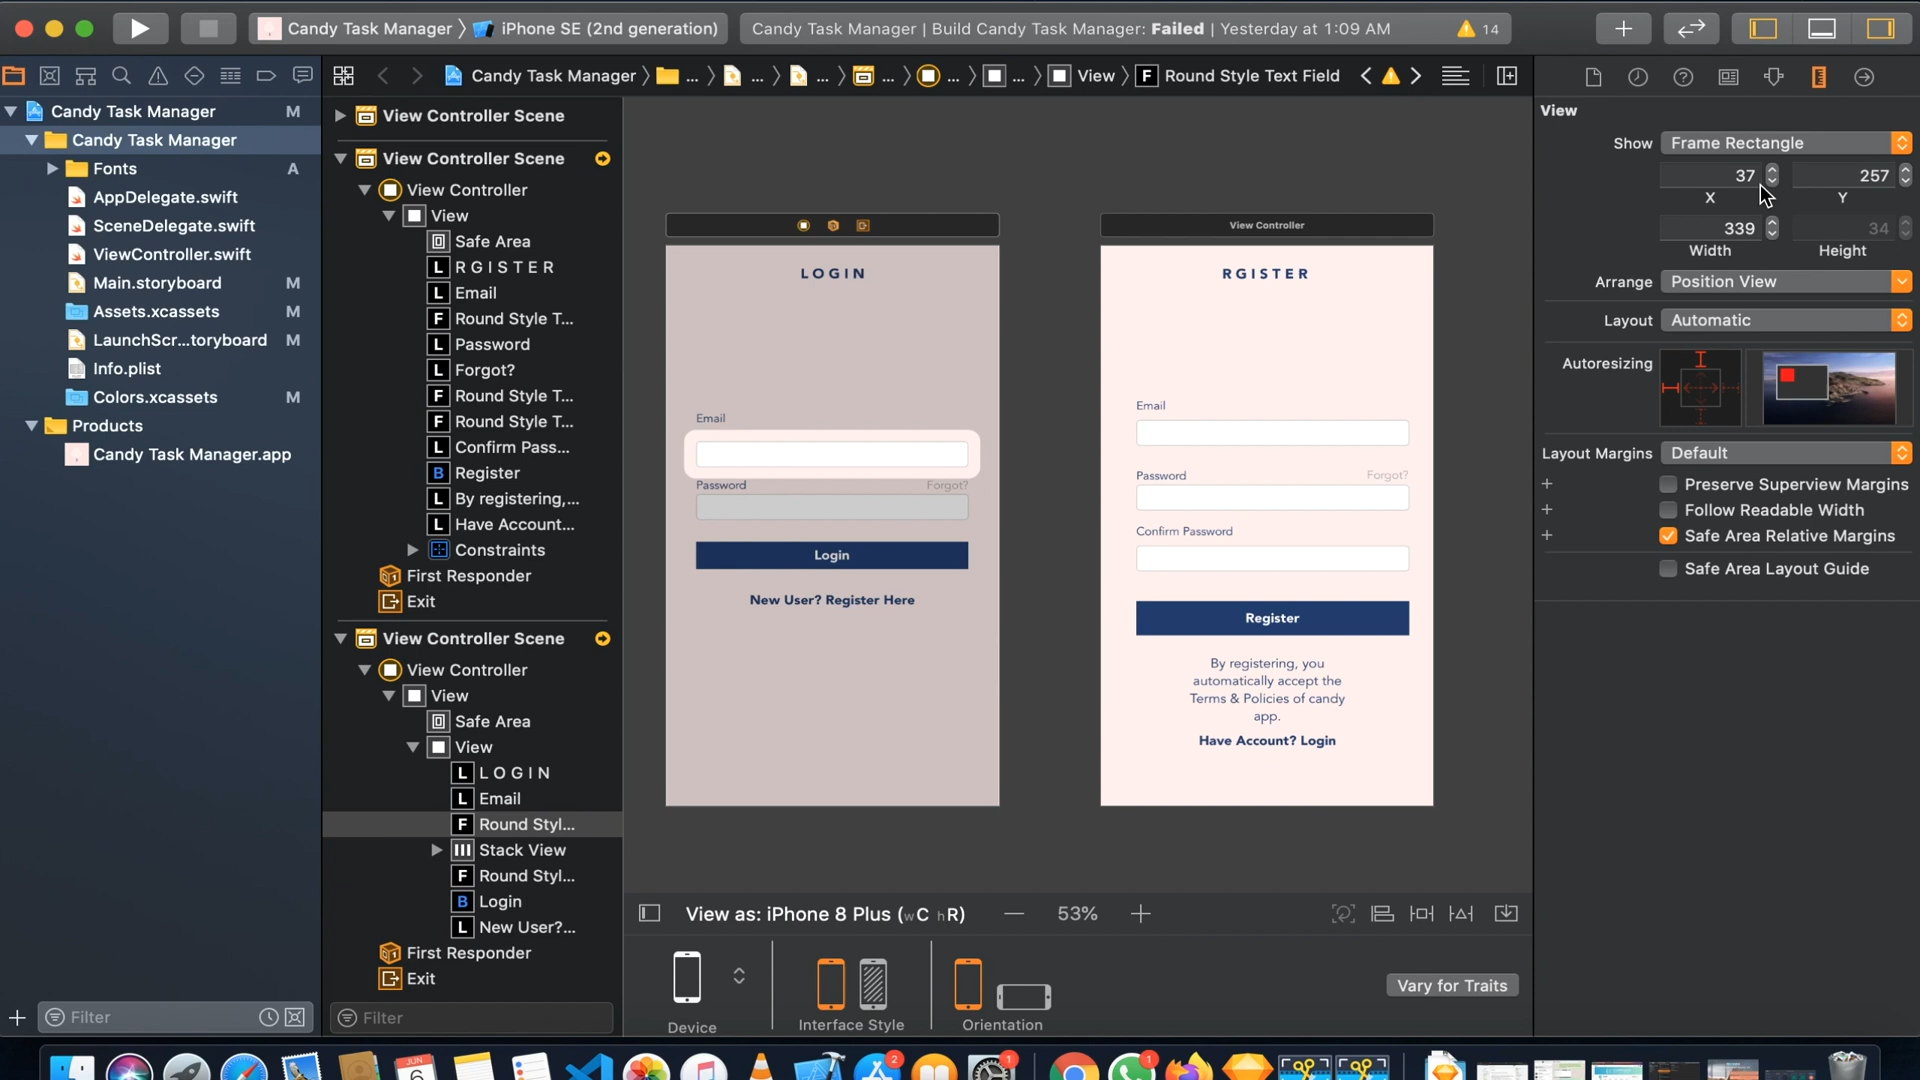 Candy Task Manager 〉 iPhone SE (2nd generation)
Candy Task Manager | Build Candy Task Manager: Failed | Yesterday at 1:09 AM
14
Candy Task Manager 〉 ... 〉 ... 〉 ... 〉 ... 〉 ... 〉 ... 〉 View 〉 F Round Style Text Field
Candy Task Manager M
Candy Task Manager
Fonts A
AppDelegate.swift
SceneDelegate.swift
ViewController.swift
Main.storyboard M
Assets.xcassets M
LaunchScr...toryboard M
Info.plist
Colors.xcassets M
Products
Candy Task Manager.app
Filter
View Controller Scene
View Controller Scene
View Controller
View
Safe Area
L R G I S T E R
L Email
F Round Style T...
L Password
L Forgot?
F Round Style T...
F Round Style T...
L Confirm Pass...
B Register
L By registering,...
L Have Account...
Constraints
First Responder
Exit
View Controller Scene
View Controller
View
Safe Area
View
L L O G I N
L Email
F Round Styl...
Stack View
F Round Styl...
B Login
L New User?...
First Responder
Exit
Filter
L O G I N
Email
Password Forgot?
Login
New User? Register Here
View Controller
R G I S T E R
Email
Password Forgot?
Confirm Password
Register
By registering, you
automatically accept the
Terms & Policies of candy
app.
Have Account? Login
View as: iPhone 8 Plus (wC hR)
53%
Device
Interface Style
Orientation
Vary for Traits
View
Show Frame Rectangle
37 257
X Y
339 34
Width Height
Arrange Position View
Layout Automatic
Autoresizing
Layout Margins Default
Preserve Superview Margins
Follow Readable Width
Safe Area Relative Margins
Safe Area Layout Guide
JUN
6
2
1
1